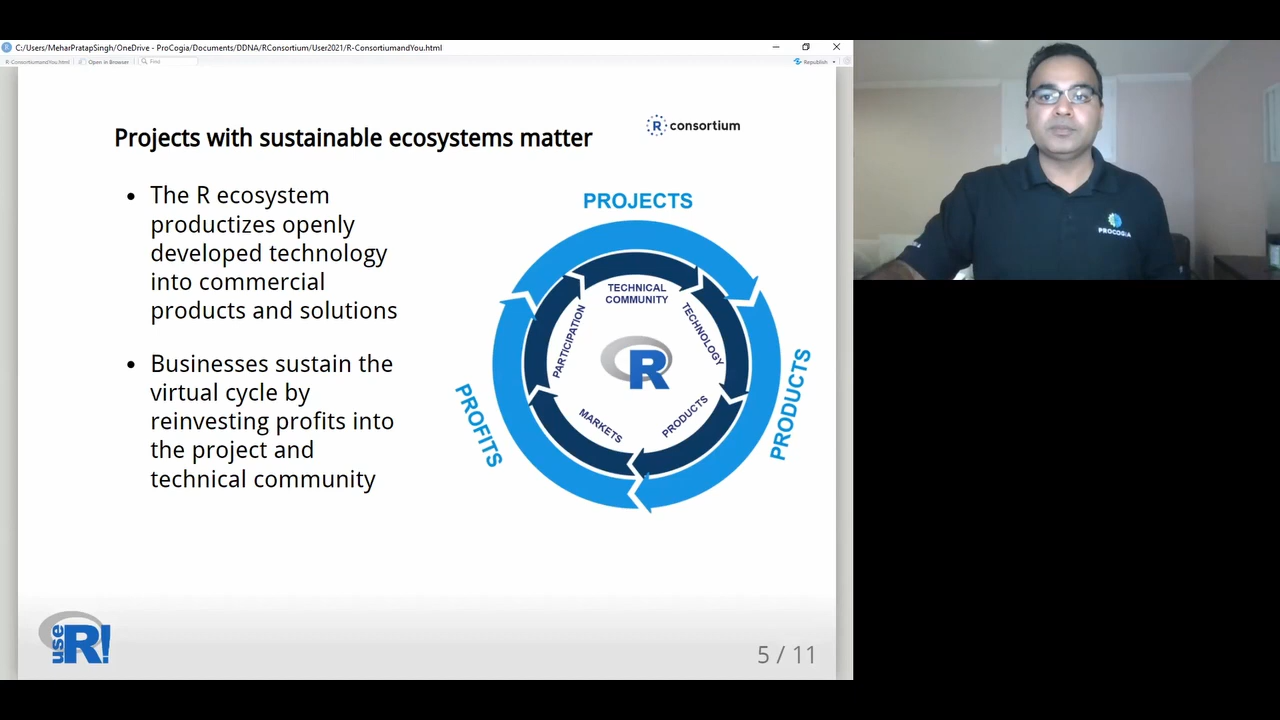 C:/Users/MeharPratapSingh/OneDrive - ProCogia/Documents/DDNA/RConsortium/User2021/R-ConsortiumandYou.html
R-ConsortiumandYou.html
Open in Browser
Find
Republish
Projects with sustainable ecosystems matter
R consortium
• The R ecosystem
productizes openly
developed technology
into commercial
products and solutions
• Businesses sustain the
virtual cycle by
reinvesting profits into
the project and
technical community
PROJECTS
PRODUCTS
PROFITS
TECHNICAL
COMMUNITY
TECHNOLOGY
PRODUCTS
MARKETS
PARTICIPATION
R
use R!
5 / 11
PROCOGIA